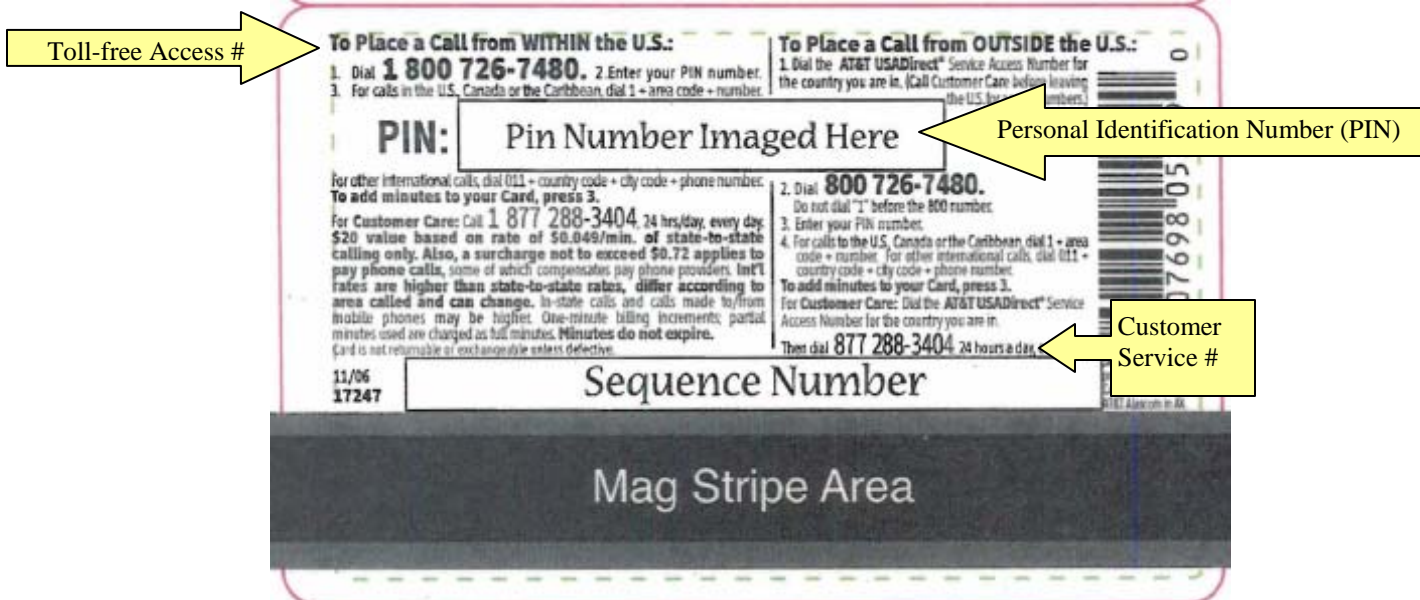 Toll-free Access #
To Place a Call from WITHIN the U.S.:
1. Dial 1 800 726-7480. 2.Enter your PIN number.
3. For calls in the U.S, Canada or the Caribbean, dial 1 + area code + number.
PIN:
Pin Number Imaged Here
For other international calls, dial 011 + country code + city code + phone number.
To add minutes to your Card, press 3.
For Customer Care: Call 1 877 288-3404, 24 hrs/day, every day.
$20 value based on rate of $0.049/min. of state-to-state
calling only. Also, a surcharge not to exceed $0.72 applies to
pay phone calls, some of which compensates pay phone providers. Int'l
rates are higher than state-to-state rates, differ according to
area called and can change. In-state calls and calls made to/from
mobile phones may be higher. One-minute billing increments; partial
minutes used are charged as full minutes. Minutes do not expire.
Card is not returnable or exchangeable unless defective.
To Place a Call from OUTSIDE the U.S.:
1. Dial the AT&T USADirect® Service Access Number for
the country you are in. (Call Customer Care before leaving
the U.S. for
Personal Identification Number (PIN)
2. Dial 800 726-7480.
Do not dial "1" before the 800 number.
3. Enter your PIN number.
4. For calls to the U.S, Canada or the Caribbean, dial 1 + area
code + number. For other international calls, dial 011 +
country code + city code + phone number.
To add minutes to your Card, press 3.
For Customer Care: Dial the AT&T USADirect® Service
Access Number for the country you are in.
Then dial 877 288-3404 24 hours a day,
Customer
Service #
11/06
17247
Sequence Number
AT&T Alascom in AK
0
07698 05
Mag Stripe Area